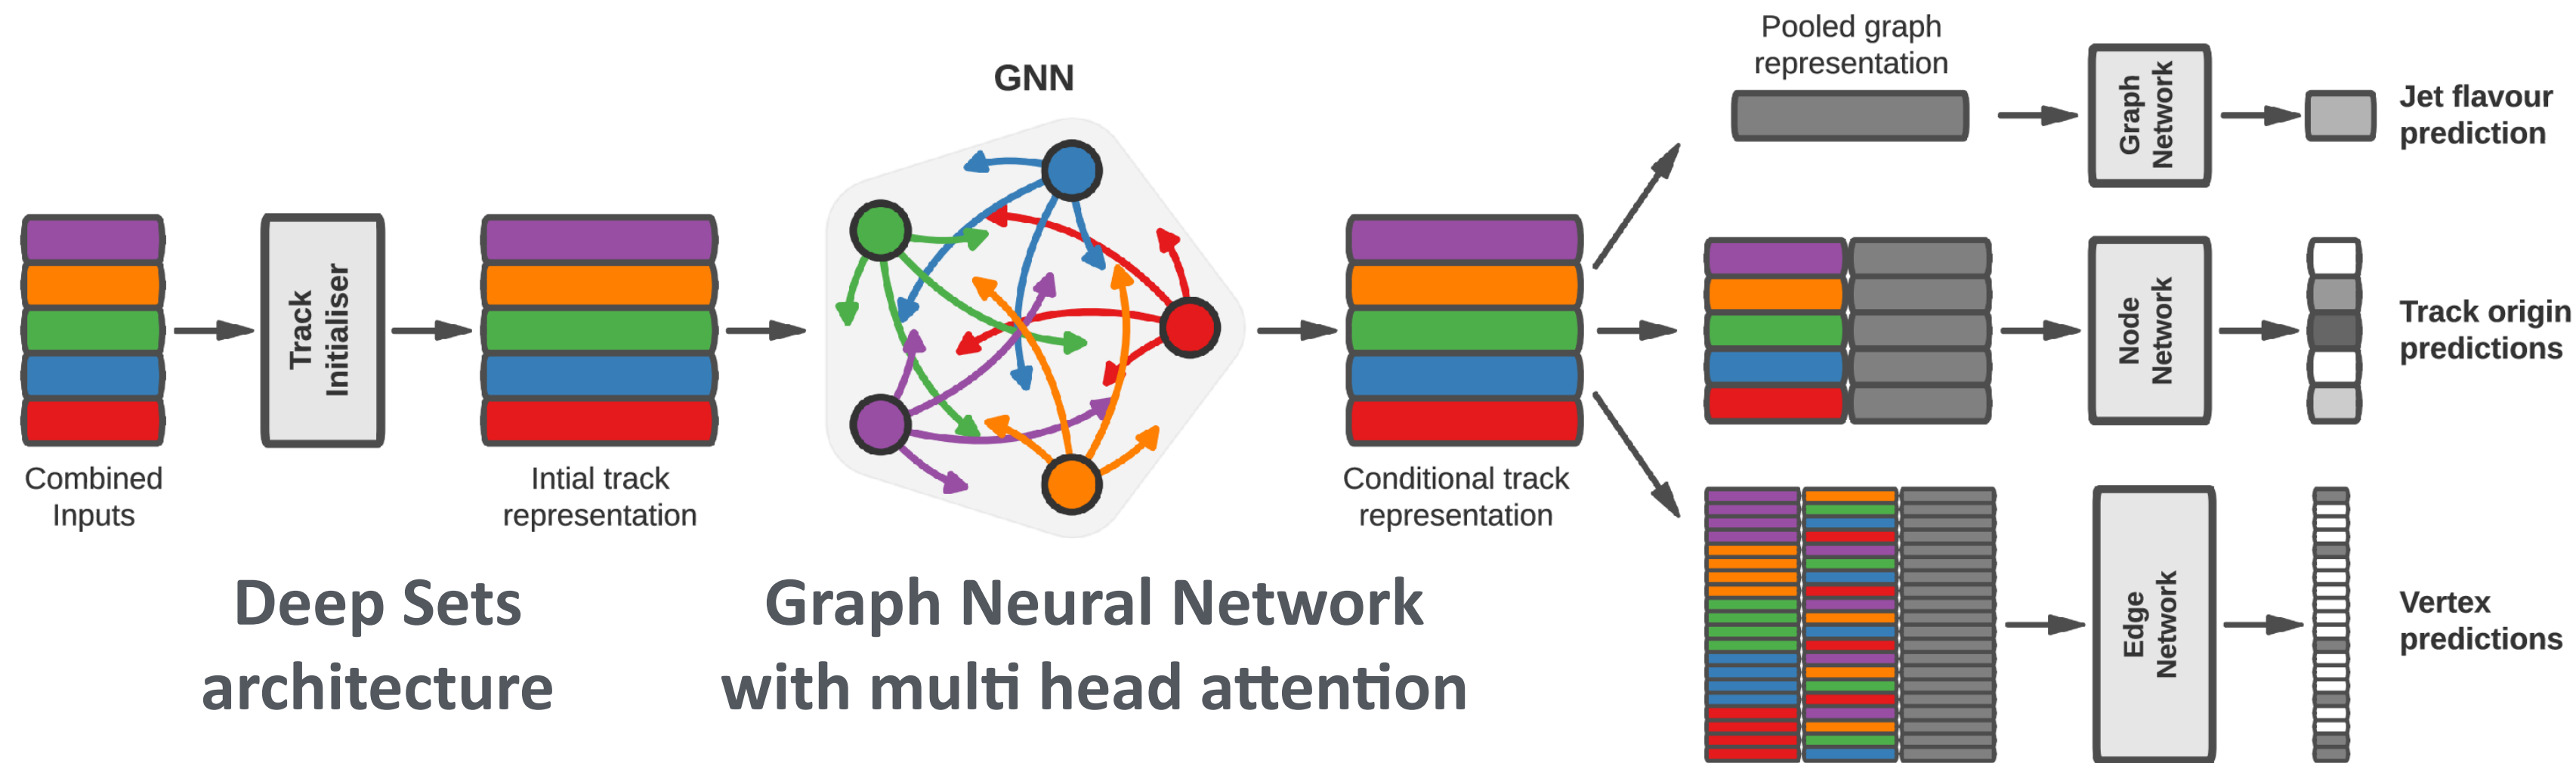 Pooled graph
representation
GNN
Graph
Network
Jet flavour
prediction
Track
Initialiser
Node
Network
Track origin
predictions
Combined
Inputs
Intial track
representation
Conditional track
representation
Deep Sets
architecture
Graph Neural Network
with multi head attention
Edge
Network
Vertex
predictions